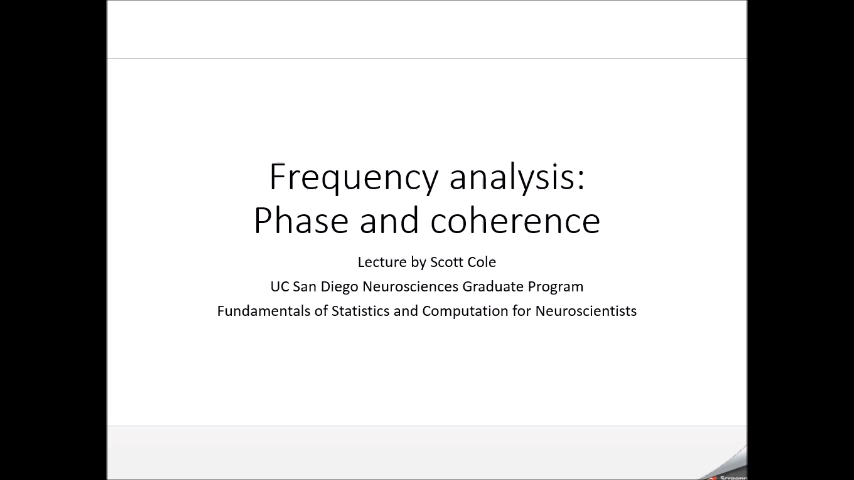 Frequency analysis:
Phase and coherence
Lecture by Scott Cole
UC San Diego Neurosciences Graduate Program
Fundamentals of Statistics and Computation for Neuroscientists